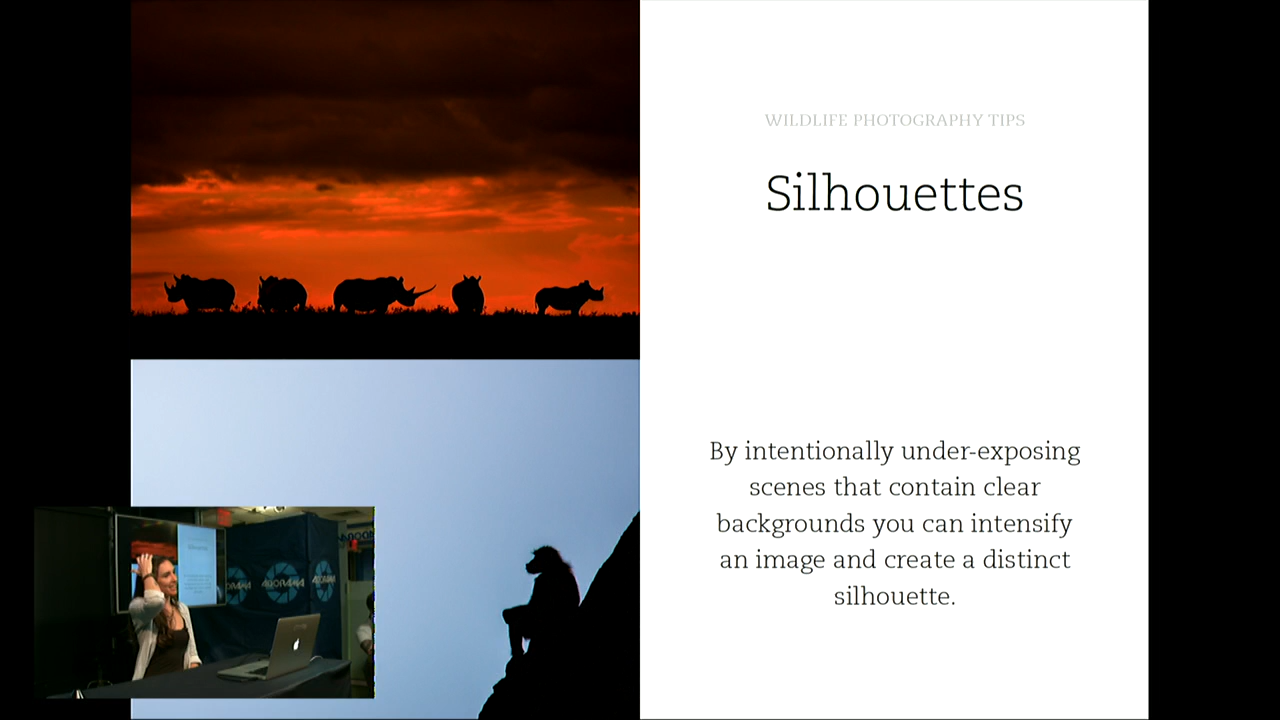 WILDLIFE PHOTOGRAPHY TIPS
Silhouettes
By intentionally under-exposing
scenes that contain clear
backgrounds you can intensify
an image and create a distinct
silhouette.
ADORAMA